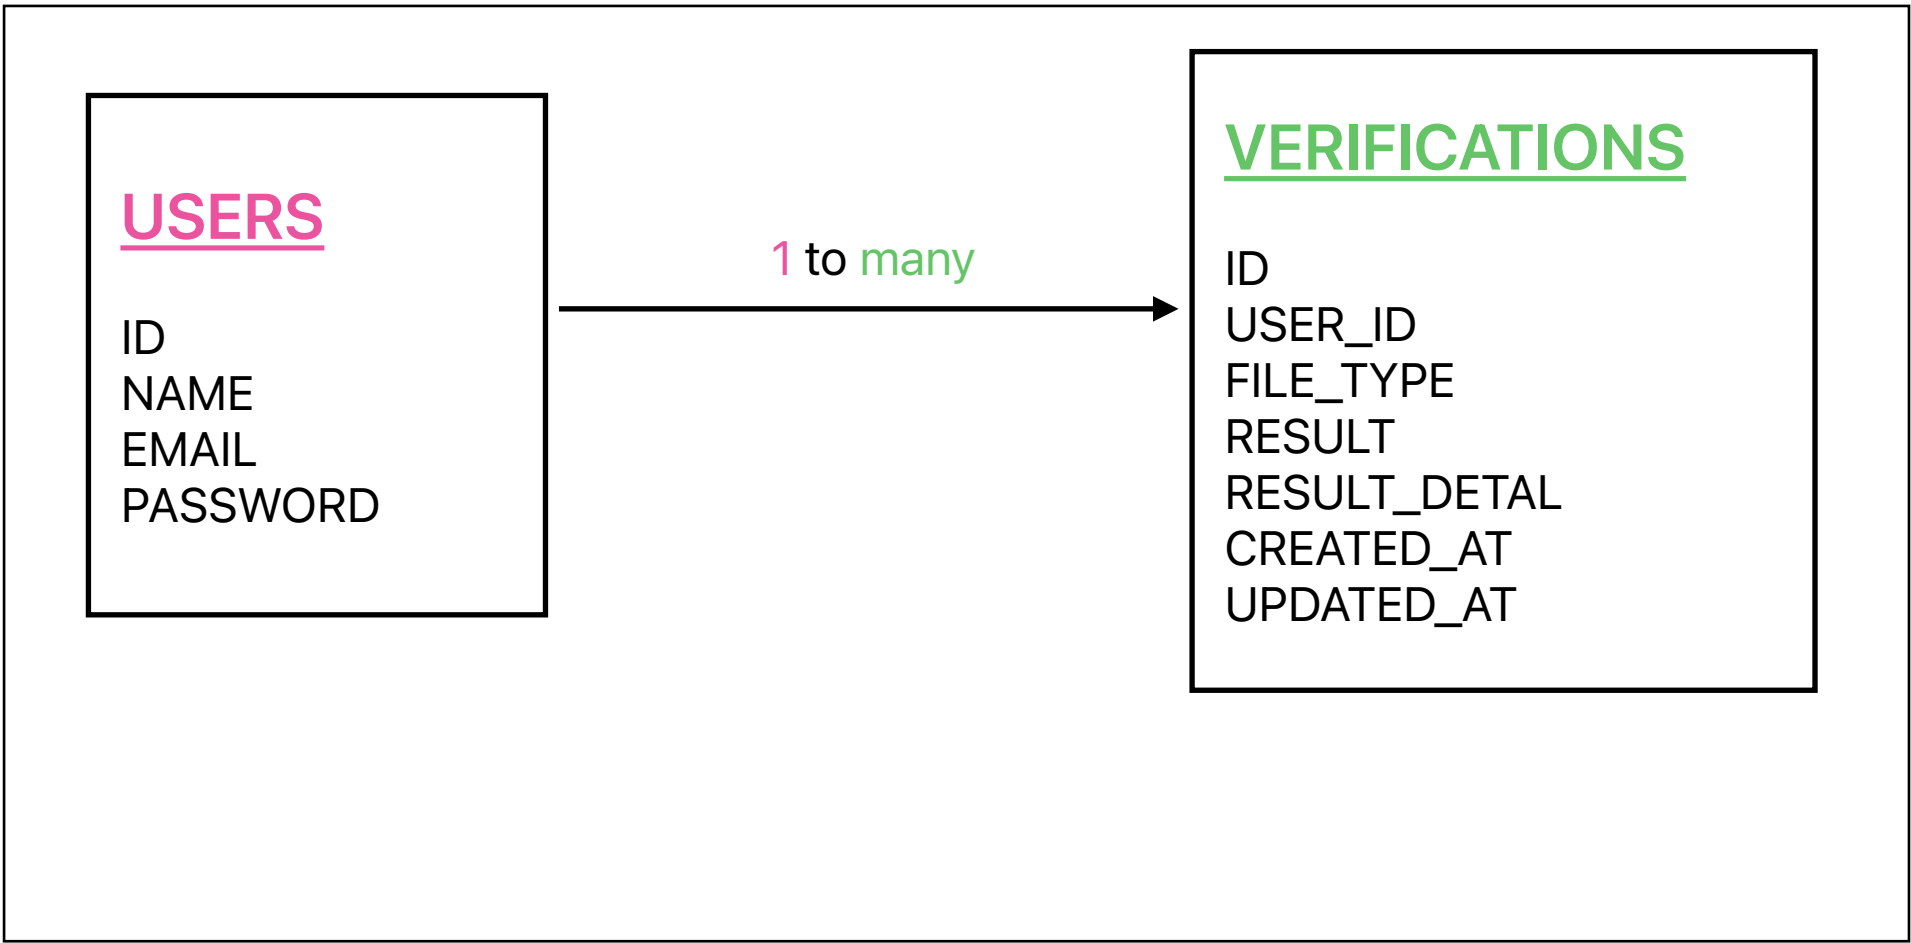 USERS
ID
NAME
EMAIL
PASSWORD
1 to many
VERIFICATIONS
ID
USER_ID
FILE_TYPE
RESULT
RESULT_DETAL
CREATED_AT
UPDATED_AT